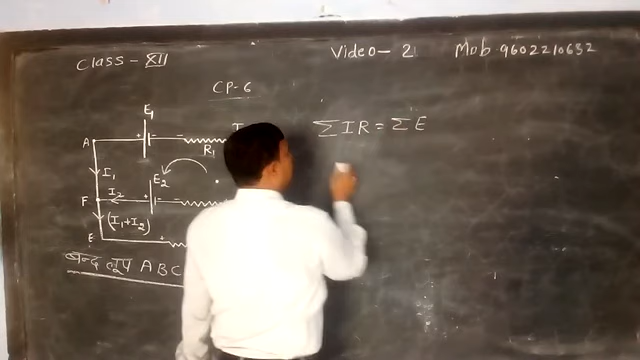 Class - XII
Video - 2
Mob 9602210632
CP-6
E1
A
R1
I1
I2
E2
F
(I1+I2)
E
बन्द लूप ABC
ΣIR = ΣE